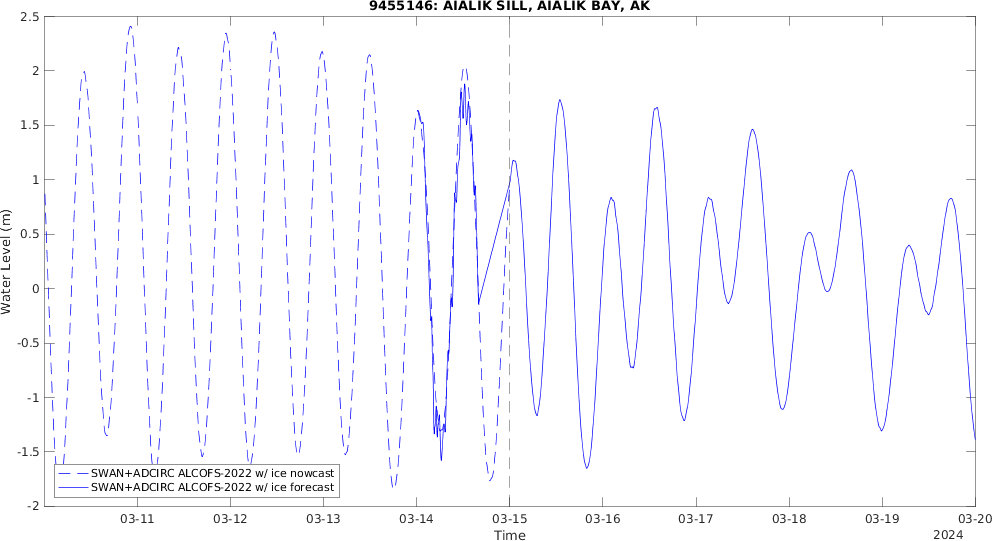 9455146: AIALIK SILL, AIALIK BAY, AK
2.5
2
1.5
1
0.5
0
-0.5
-1
-1.5
-2
Water Level (m)
SWAN+ADCIRC ALCOFS-2022 w/ ice nowcast
SWAN+ADCIRC ALCOFS-2022 w/ ice forecast
03-11 03-12 03-13 03-14 03-15 03-16 03-17 03-18 03-19 03-20
Time
2024